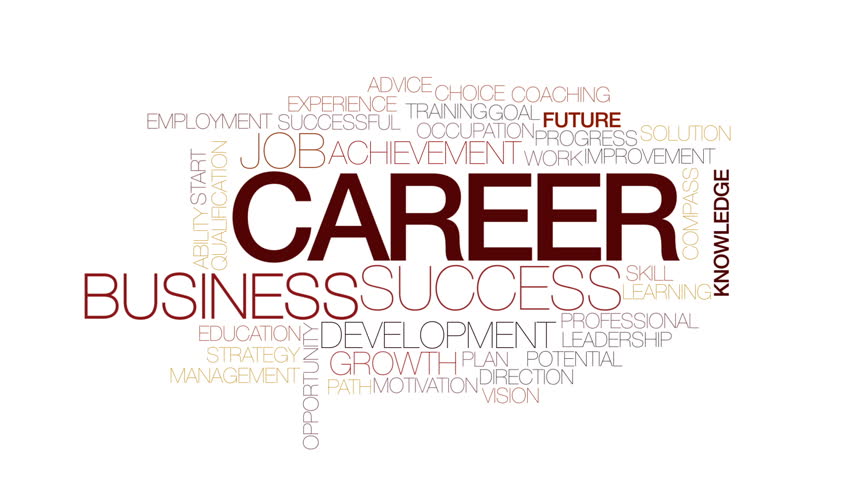 ADVICE
CHOICE COACHING
EXPERIENCE
TRAINING GOAL
FUTURE
EMPLOYMENT SUCCESSFUL
OCCUPATION
PROGRESS
SOLUTION
JOB ACHIEVEMENT
WORK IMPROVEMENT
START
ABILITY
QUALIFICATION
CAREER
COMPASS
KNOWLEDGE
BUSINESS
SUCCESS
SKILL
LEARNING
EDUCATION
DEVELOPMENT
PROFESSIONAL
LEADERSHIP
STRATEGY
OPPORTUNITY
GROWTH
PLAN
POTENTIAL
MANAGEMENT
PATH
MOTIVATION
DIRECTION
VISION